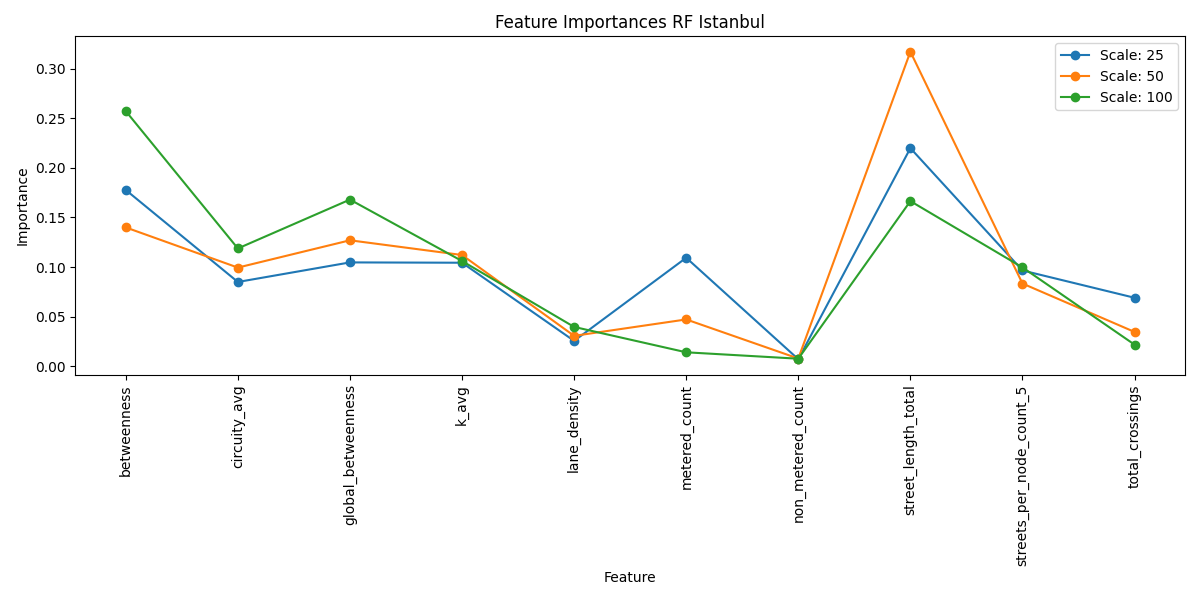 Feature Importances RF Istanbul
Scale: 25
Scale: 50
Scale: 100
Importance
0.30
0.25
0.20
0.15
0.10
0.05
0.00
betweenness
circuity_avg
global_betweenness
k_avg
lane_density
metered_count
non_metered_count
street_length_total
streets_per_node_count_5
total_crossings
Feature